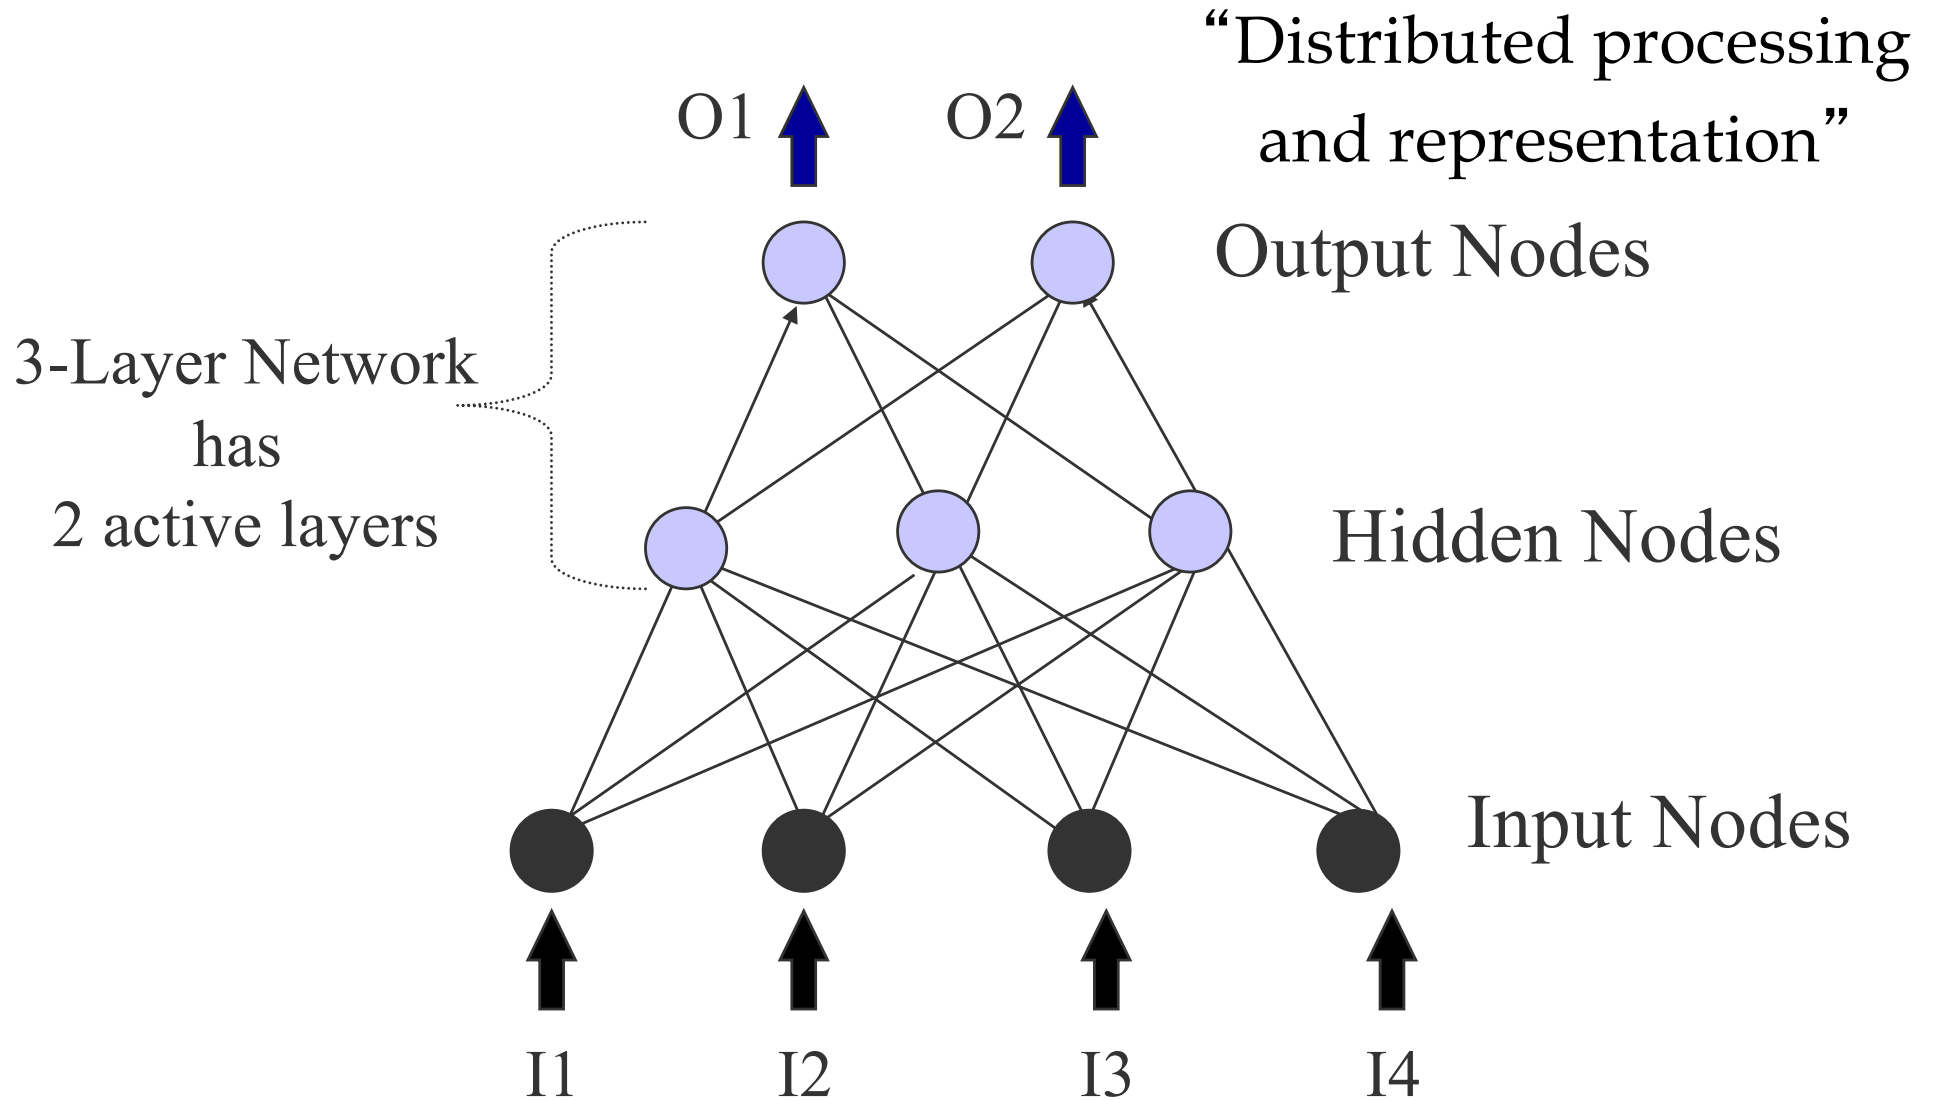 “Distributed processing
and representation”
O1
O2
Output Nodes
3-Layer Network
has
2 active layers
Hidden Nodes
Input Nodes
I1
I2
I3
I4